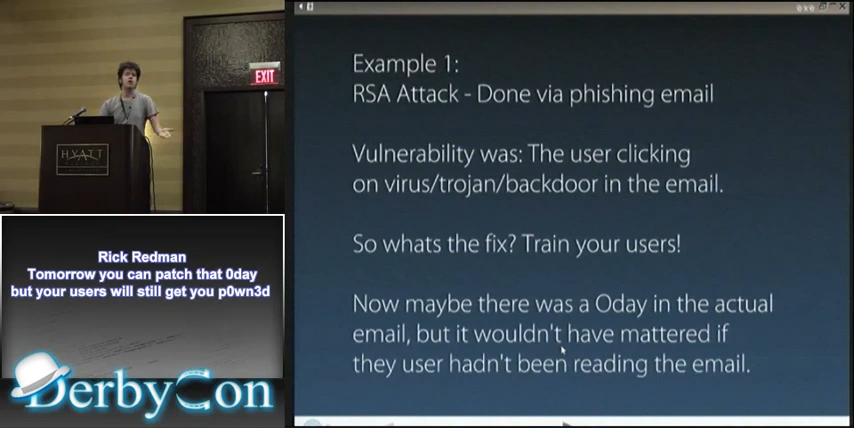 EXIT
HYATT
Rick Redman
Tomorrow you can patch that 0day
but your users will still get you p0wn3d
DerbyCon
Example 1:
RSA Attack - Done via phishing email
Vulnerability was: The user clicking
on virus/trojan/backdoor in the email.
So whats the fix? Train your users!
Now maybe there was a Oday in the actual
email, but it wouldn't have mattered if
they user hadn't been reading the email.